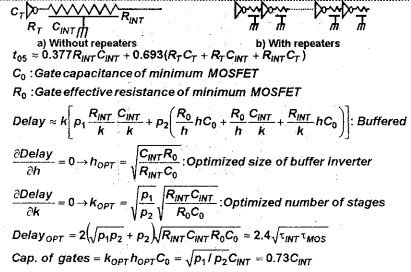 C_T R_T C_INT R_INT
a) Without repeaters b) With repeaters
t_05 ≈ 0.377R_INT C_INT + 0.693(R_T C_T + R_T C_INT + R_INT C_T)
C_0 : Gate capacitance of minimum MOSFET
R_0 : Gate effective resistance of minimum MOSFET
Delay ≈ k[p_1 R_INT/k C_INT/k + p_2(R_0/h hC_0 + R_0/h C_INT/k + R_INT/k hC_0)]: Buffered
∂Delay/∂h = 0 → h_OPT = √(C_INT R_0/R_INT C_0) : Optimized size of buffer inverter
∂Delay/∂k = 0 → k_OPT = √(p_1/p_2) √(R_INT C_INT/R_0 C_0) : Optimized number of stages
Delay_OPT = 2(√(p_1 p_2) + p_2)√(R_INT C_INT R_0 C_0) ≈ 2.4√(τ_INT τ_MOS)
Cap. of gates = k_OPT h_OPT C_0 = √(p_1/p_2) C_INT = 0.73C_INT